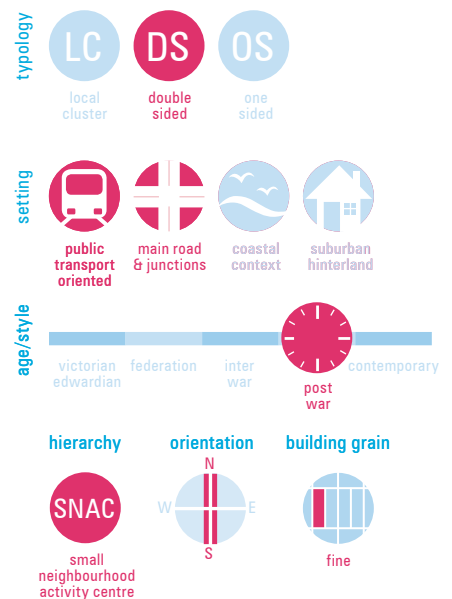 typology
LC
DS
OS
local
cluster
double
sided
one
sided
setting
public
transport
oriented
main road
& junctions
coastal
context
suburban
hinterland
age/style
victorian
edwardian
federation
inter
war
post
war
contemporary
hierarchy
orientation
building grain
SNAC
N
W
E
S
small
neighbourhood
activity centre
fine